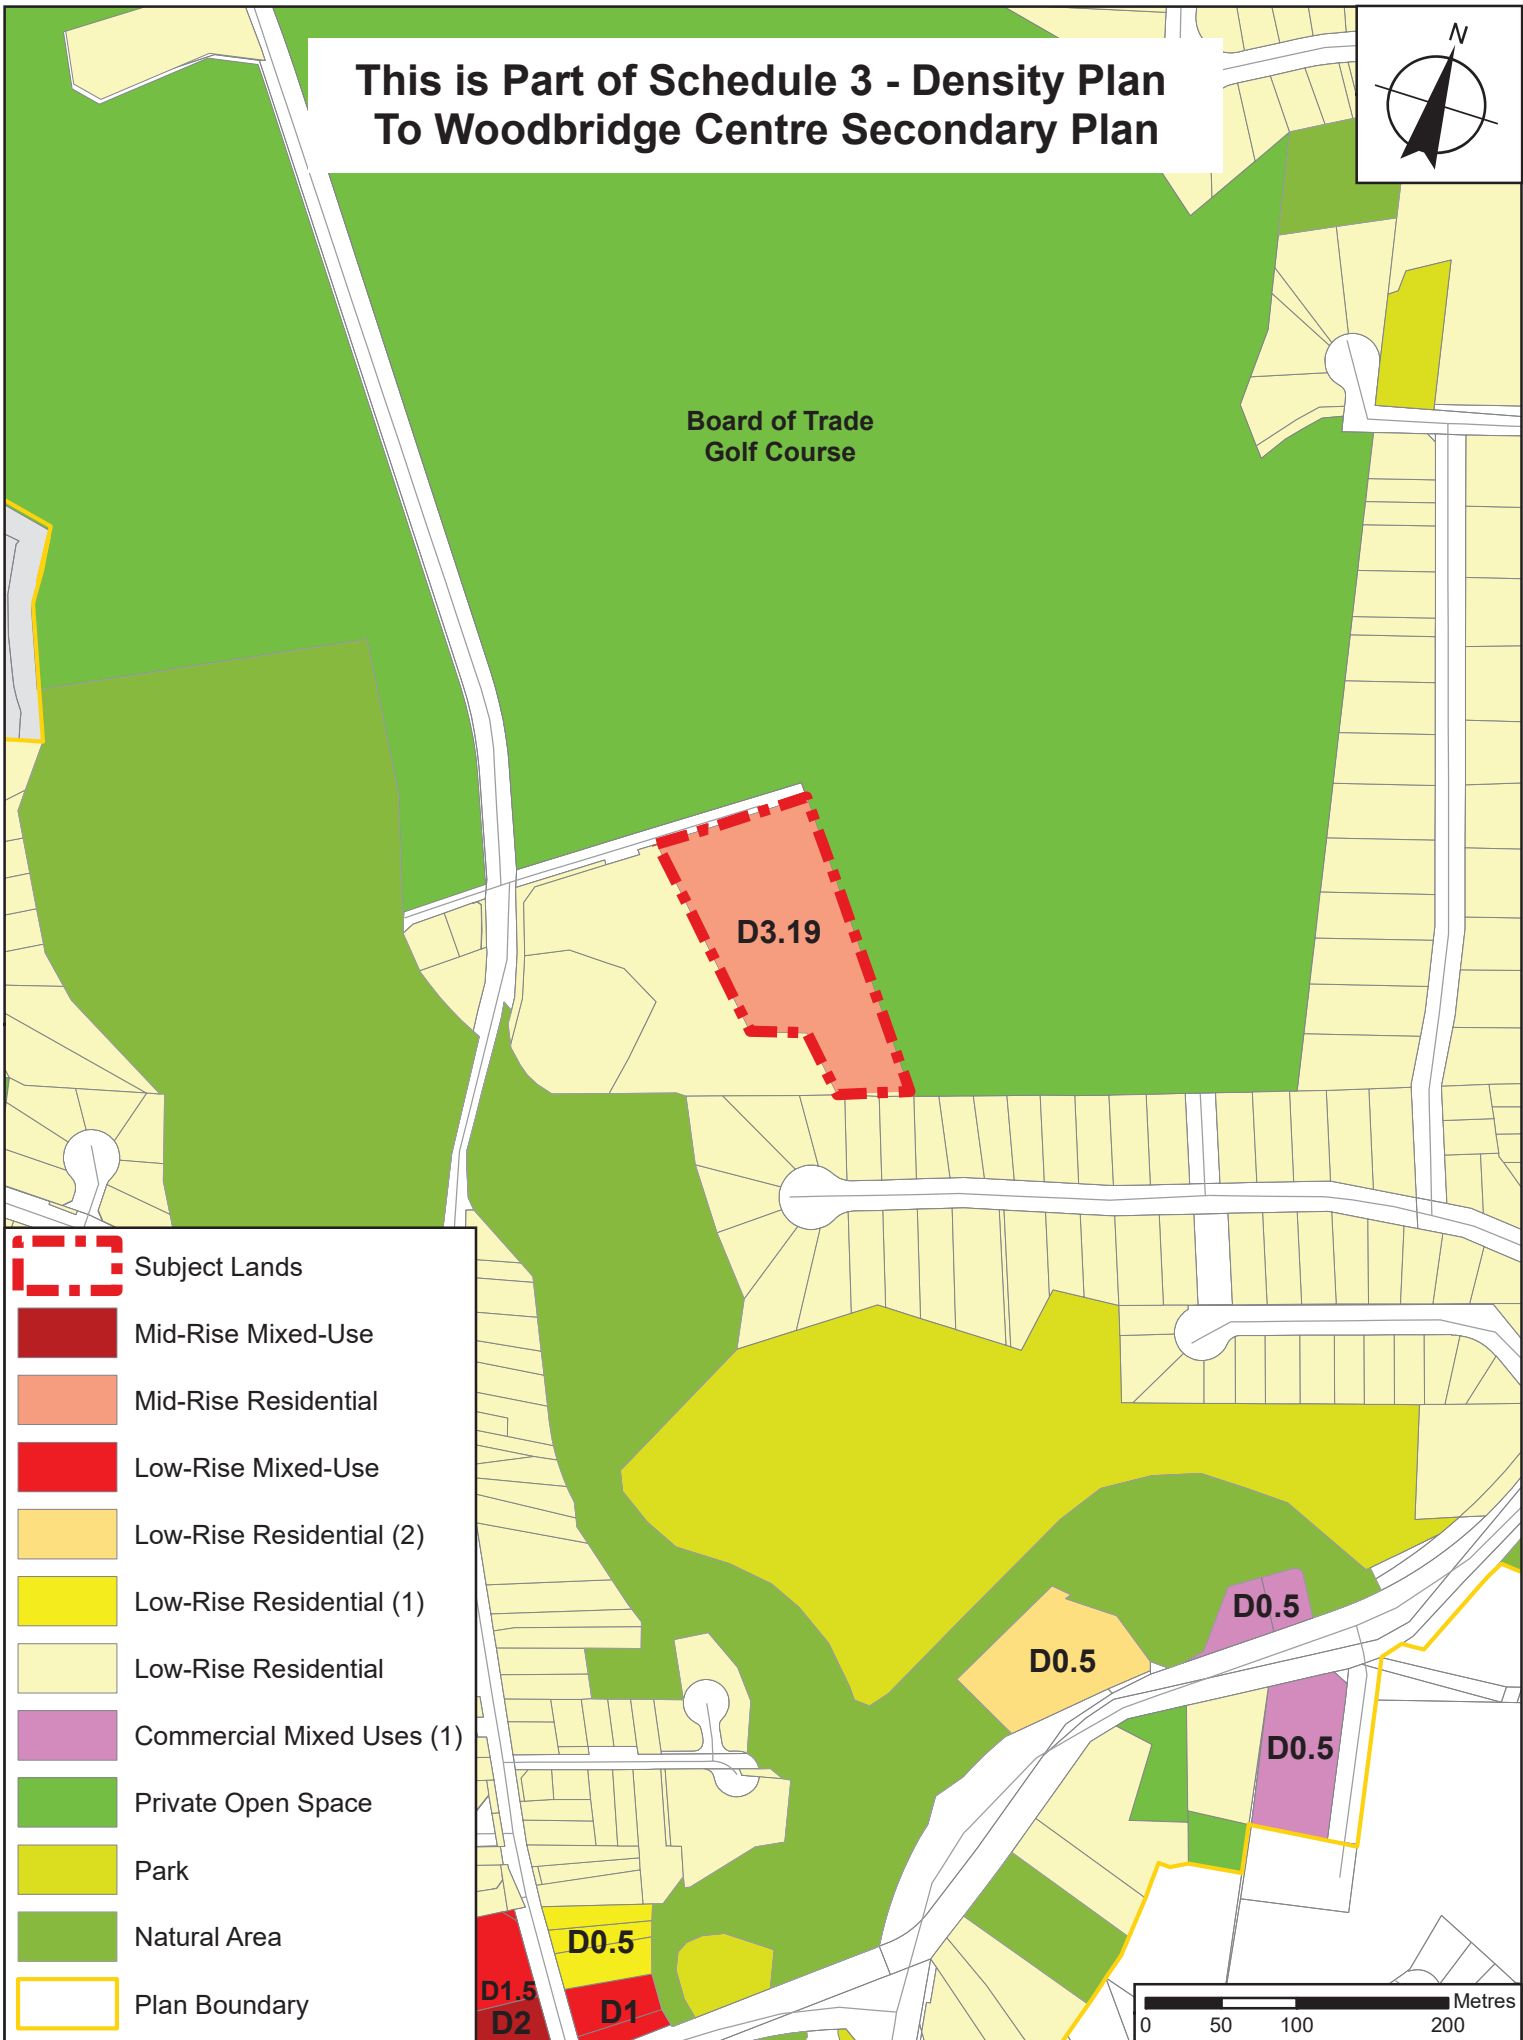 This is Part of Schedule 3 - Density Plan
To Woodbridge Centre Secondary Plan
N
Board of Trade
Golf Course
D3.19
Subject Lands
Mid-Rise Mixed-Use
Mid-Rise Residential
Low-Rise Mixed-Use
Low-Rise Residential (2)
Low-Rise Residential (1)
Low-Rise Residential
Commercial Mixed Uses (1)
Private Open Space
Park
Natural Area
Plan Boundary
D0.5
D0.5
D0.5
D0.5
D1.5
D2
D1
Metres
0 50 100 200